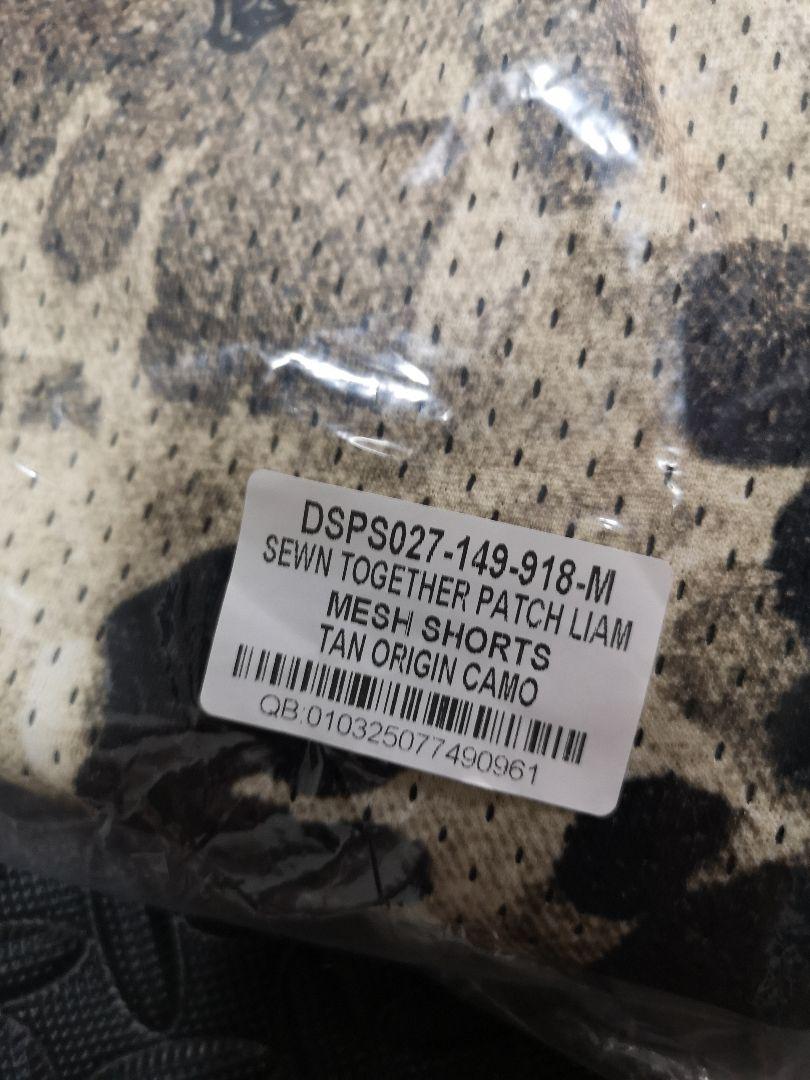 DSPS027-149-918-M
SEWN TOGETHER PATCH LIAM
MESH SHORTS
TAN ORIGIN CAMO
QB:010325077490961